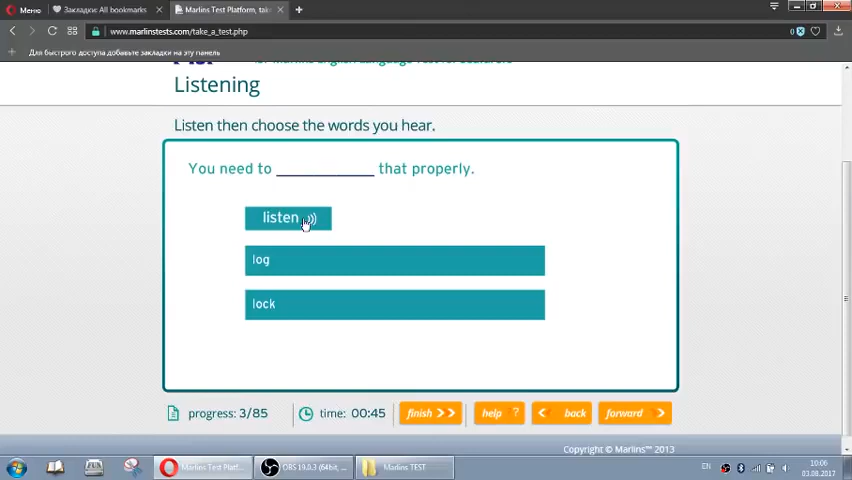 Меню
Закладки: All bookmarks
Marlins Test Platform, take
www.marlinstests.com/take_a_test.php
0
Для быстрого доступа добавьте закладки на эту панель
Listening
Listen then choose the words you hear.
You need to ____________ that properly.
listen
log
lock
progress: 3/85
time: 00:45
finish >>
help ?
< back
forward >
Copyright © Marlins™ 2013
Marlins Test Platf...
OBS 19.0.3 (64bit, ...
Marlins TEST
EN
10:06
03.08.2017